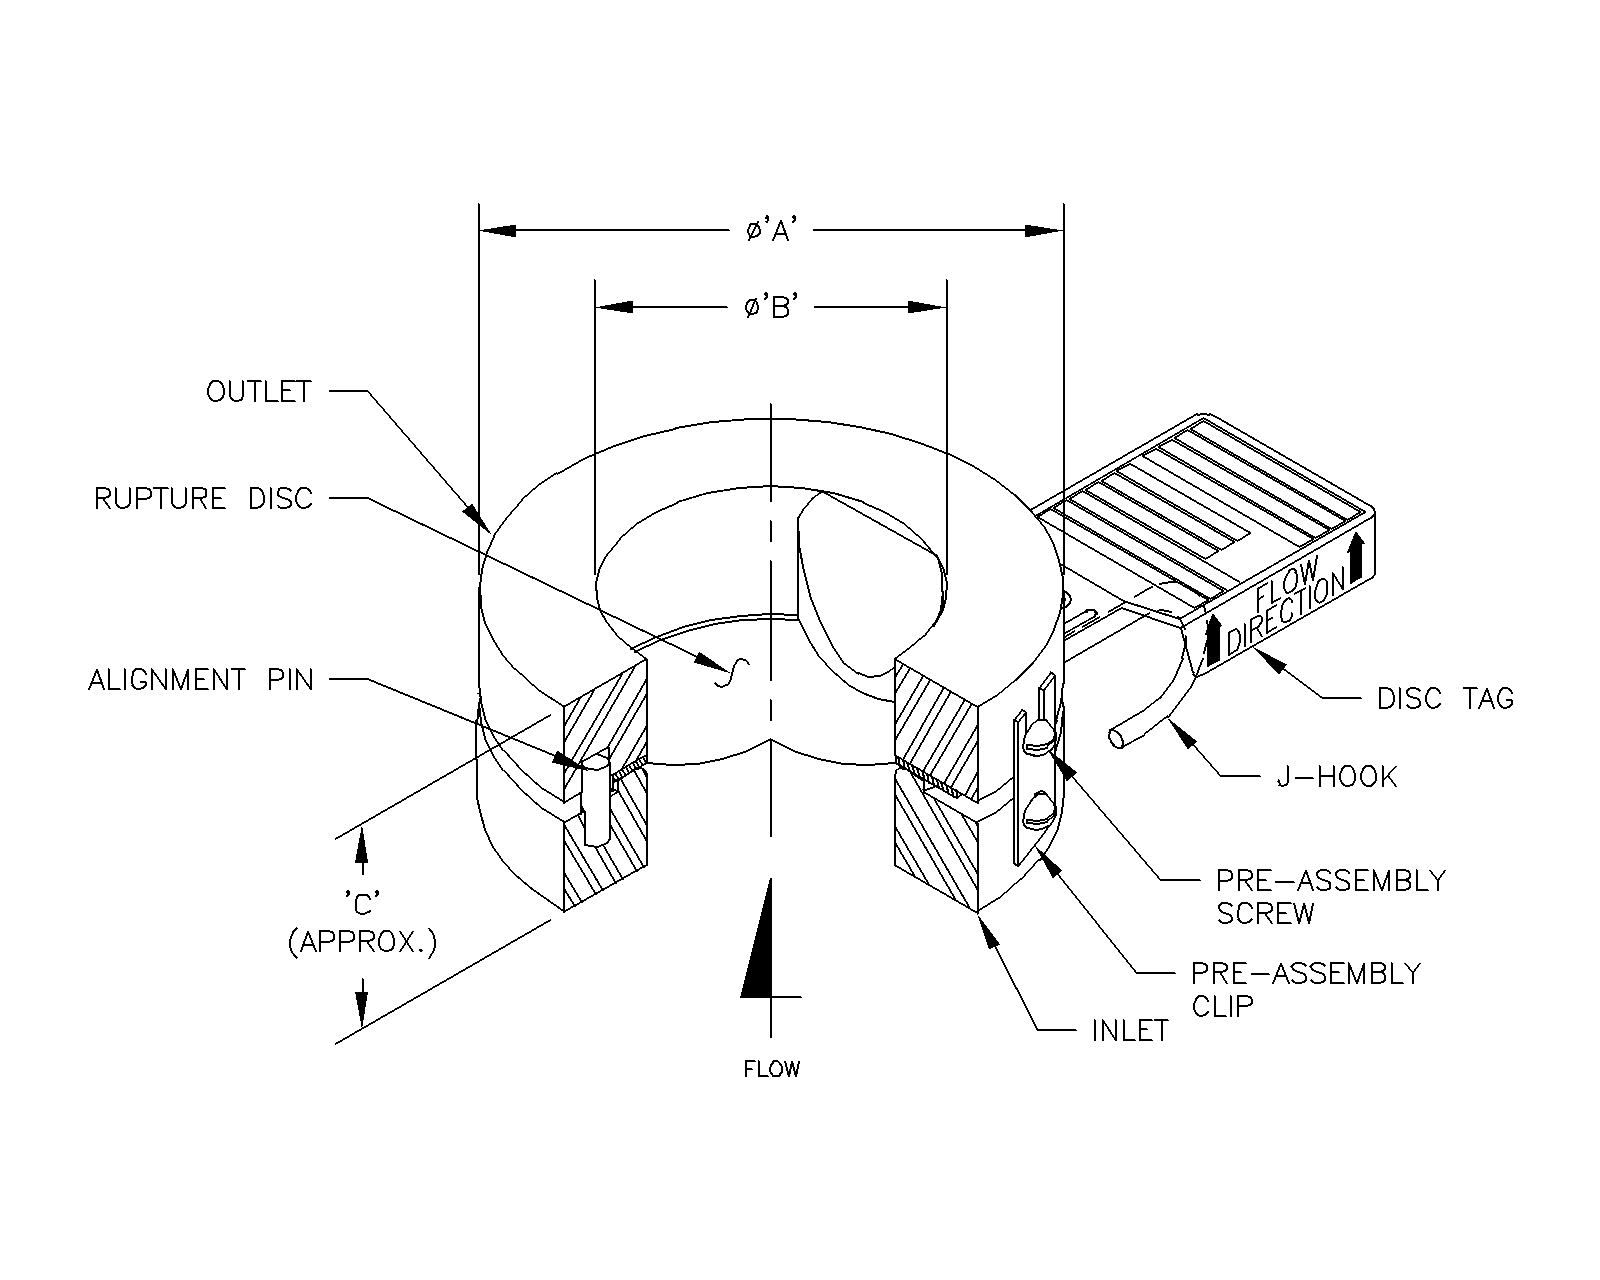 ø'A'
ø'B'
OUTLET
RUPTURE DISC
ALIGNMENT PIN
FLOW
DIRECTION
DISC TAG
J-HOOK
PRE-ASSEMBLY
SCREW
'C'
(APPROX.)
PRE-ASSEMBLY
CLIP
INLET
FLOW